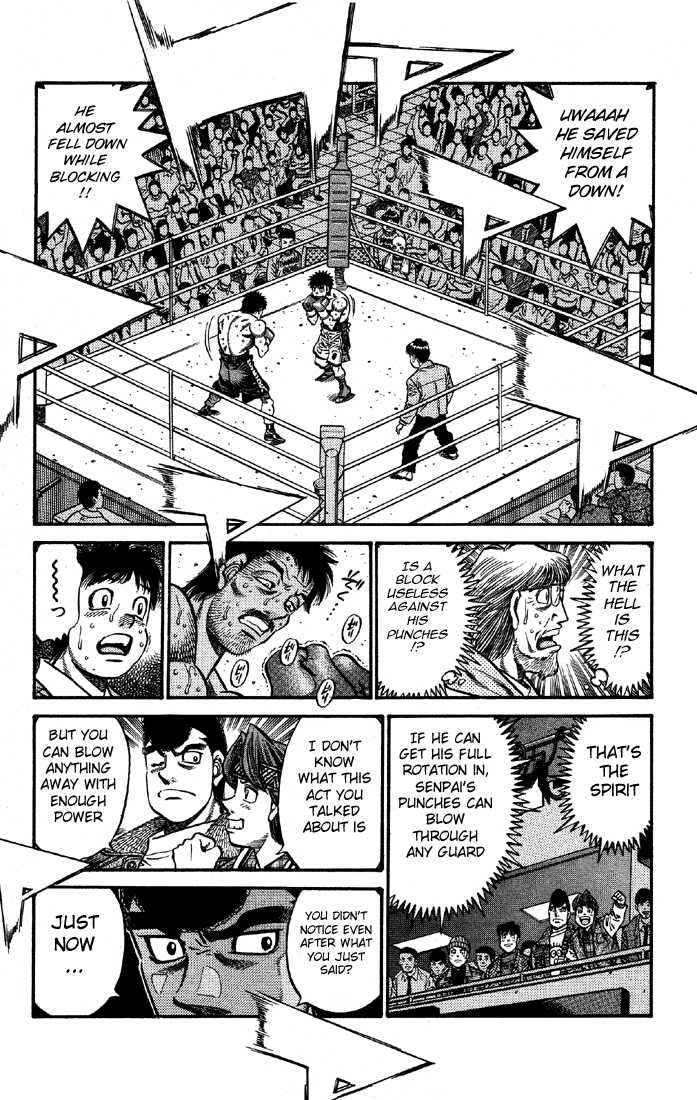 UWAAAH
HE SAVED
HIMSELF
FROM A
DOWN!
HE
ALMOST
FELL DOWN
WHILE
BLOCKING
!!
WHAT
THE
HELL
IS
THIS
!?
IS A
BLOCK
USELESS
AGAINST
HIS
PUNCHES
!?
THAT'S
THE
SPIRIT
IF HE CAN
GET HIS FULL
ROTATION IN,
SENPAI'S
PUNCHES CAN
BLOW
THROUGH
ANY GUARD
I DON'T
KNOW
WHAT THIS
ACT YOU
TALKED
ABOUT IS
BUT YOU
CAN BLOW
ANYTHING
AWAY WITH
ENOUGH
POWER
YOU DIDN'T
NOTICE EVEN
AFTER WHAT
YOU JUST
SAID?
JUST
NOW
...